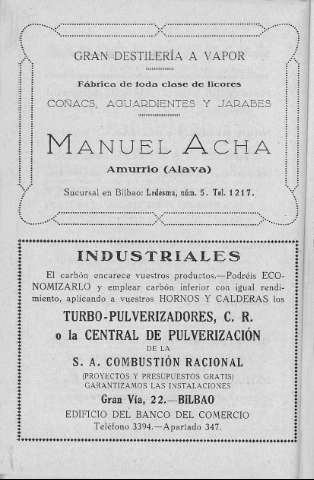 GRAN DESTILERÍA A VAPOR
Fábrica de toda clase de licores
COÑACS, AGUARDIENTES Y JARABES
MANUEL ACHA
Amurrio (Alava)
Sucursal en Bilbao: Ledesma, núm. 5. Tel. 1217.
INDUSTRIALES
El carbón encarece vuestros productos.—Podréis ECO-
NOMIZARLO y emplear carbón inferior con igual rendi-
miento, aplicando a vuestros HORNOS Y CALDERAS los
TURBO-PULVERIZADORES, C. R.
o la CENTRAL DE PULVERIZACIÓN
DE LA
S. A. COMBUSTIÓN RACIONAL
(PROYECTOS Y PRESUPUESTOS GRATIS)
GARANTIZAMOS LAS INSTALACIONES
Gran Vía, 22.—BILBAO
EDIFICIO DEL BANCO DEL COMERCIO
Teléfono 3394.—Apartado 347.